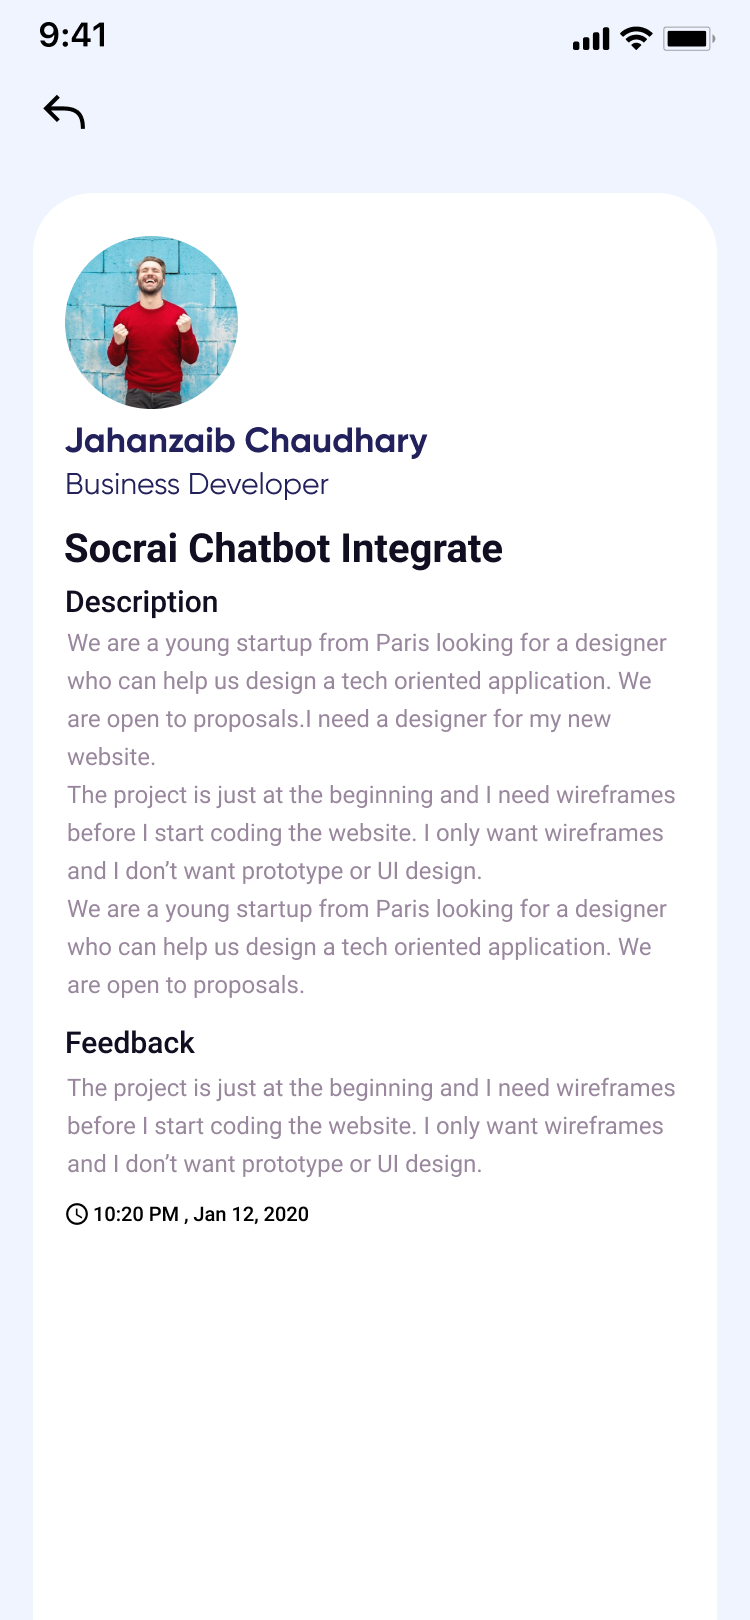 9:41
Jahanzaib Chaudhary
Business Developer
Socrai Chatbot Integrate
Description
We are a young startup from Paris looking for a designer
who can help us design a tech oriented application. We
are open to proposals.I need a designer for my new
website.
The project is just at the beginning and I need wireframes
before I start coding the website. I only want wireframes
and I don’t want prototype or UI design.
We are a young startup from Paris looking for a designer
who can help us design a tech oriented application. We
are open to proposals.
Feedback
The project is just at the beginning and I need wireframes
before I start coding the website. I only want wireframes
and I don’t want prototype or UI design.
10:20 PM , Jan 12, 2020